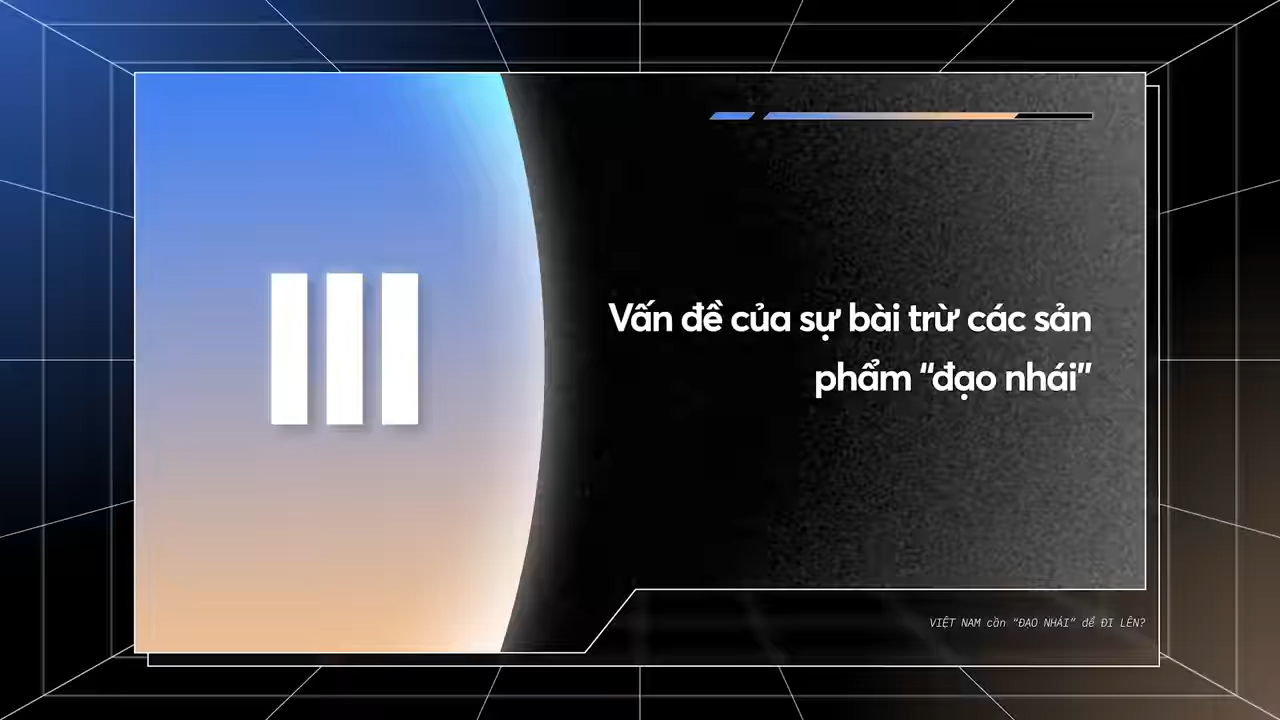 III
Vấn đề của sự bài trừ các sản
phẩm “đạo nhái”
VIỆT NAM cần “ĐẠO NHÁI” để ĐI LÊN?